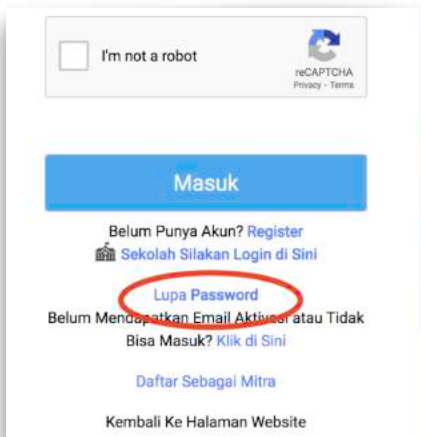 I'm not a robot
reCAPTCHA
Privacy - Terms
Masuk
Belum Punya Akun? Register
Sekolah Silakan Login di Sini
Lupa Password
Belum Mendapatkan Email Aktivasi atau Tidak
Bisa Masuk? Klik di Sini
Daftar Sebagai Mitra
Kembali Ke Halaman Website